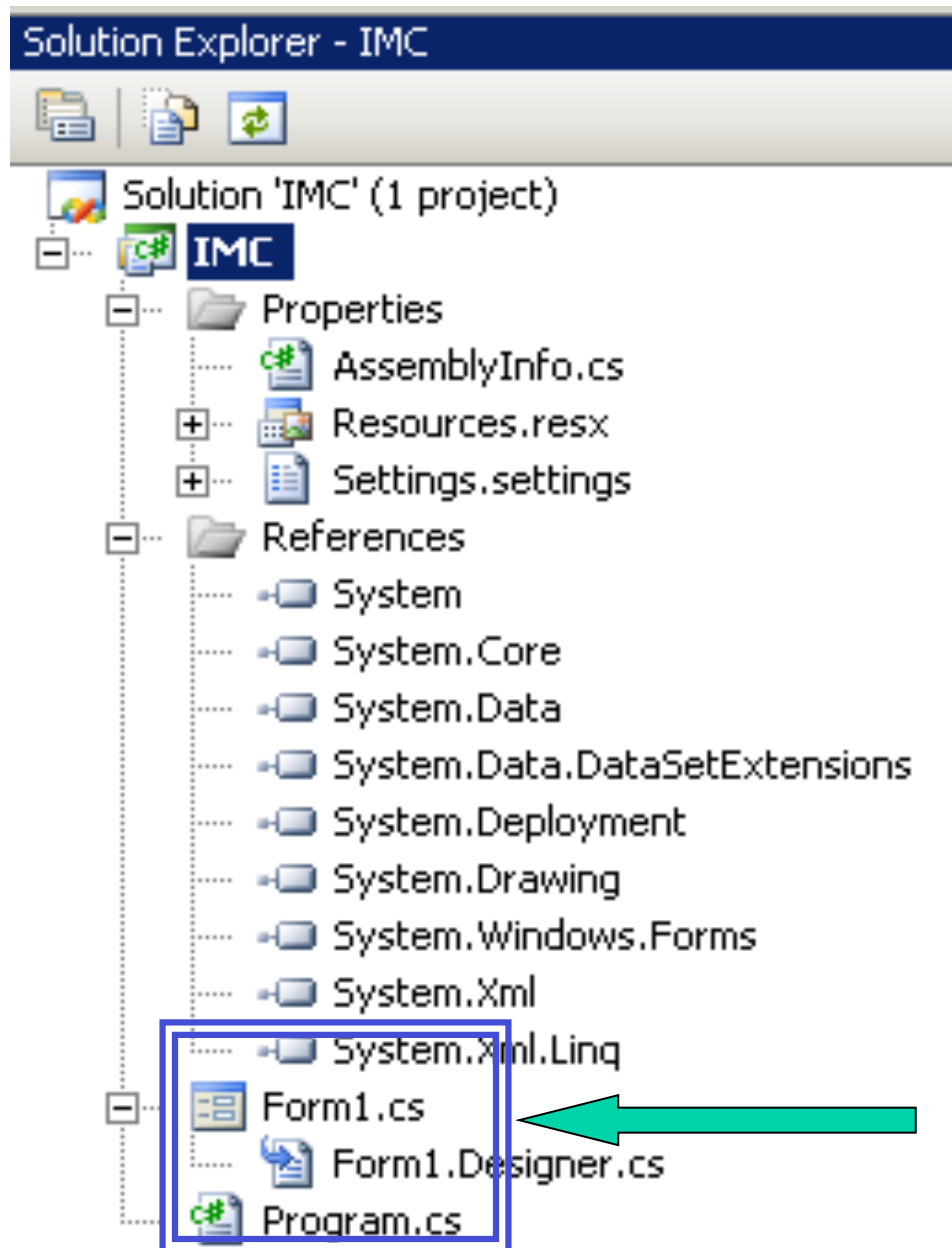 Solution Explorer - IMC
Solution 'IMC' (1 project)
IMC
Properties
AssemblyInfo.cs
Resources.resx
Settings.settings
References
System
System.Core
System.Data
System.Data.DataSetExtensions
System.Deployment
System.Drawing
System.Windows.Forms
System.Xml
System.Xml.Linq
Form1.cs
Form1.Designer.cs
Program.cs